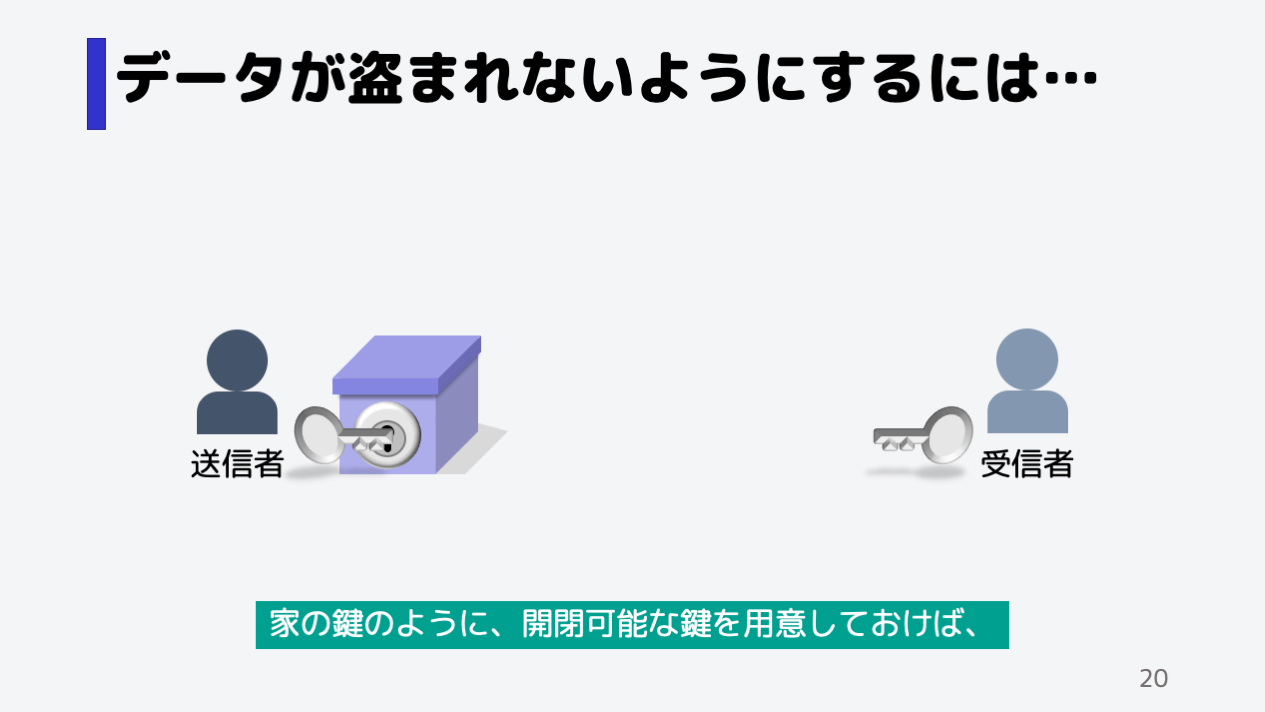 データが盗まれないようにするには…
送信者
受信者
家の鍵のように、開閉可能な鍵を用意しておけば、
20